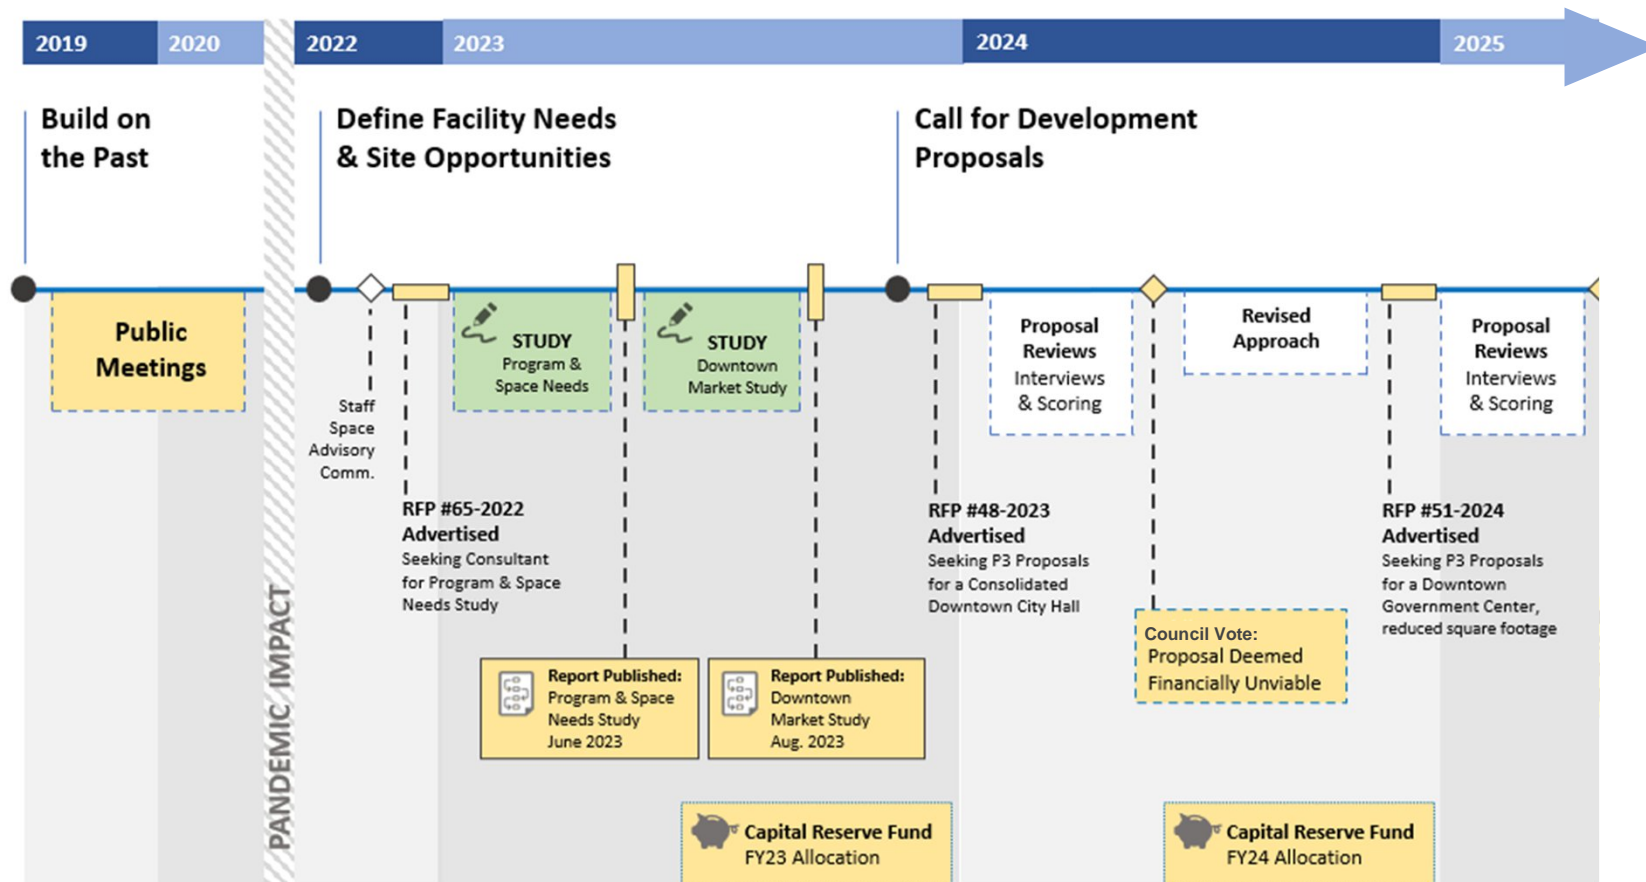 2019
2020
2022
2023
2024
2025
Build on
the Past
Define Facility Needs
& Site Opportunities
Call for Development
Proposals
Public
Meetings
PANDEMIC IMPACT
Staff
Space
Advisory
Comm.
RFP #65-2022
Advertised
Seeking Consultant
for Program & Space
Needs Study
STUDY
Program &
Space Needs
STUDY
Downtown
Market Study
Report Published:
Program & Space
Needs Study
June 2023
Report Published:
Downtown
Market Study
Aug. 2023
Capital Reserve Fund
FY23 Allocation
RFP #48-2023
Advertised
Seeking P3 Proposals
for a Consolidated
Downtown City Hall
Proposal
Reviews
Interviews
& Scoring
Council Vote:
Proposal Deemed
Financially Unviable
Revised
Approach
Capital Reserve Fund
FY24 Allocation
RFP #51-2024
Advertised
Seeking P3 Proposals
for a Downtown
Government Center,
reduced square footage
Proposal
Reviews
Interviews
& Scoring